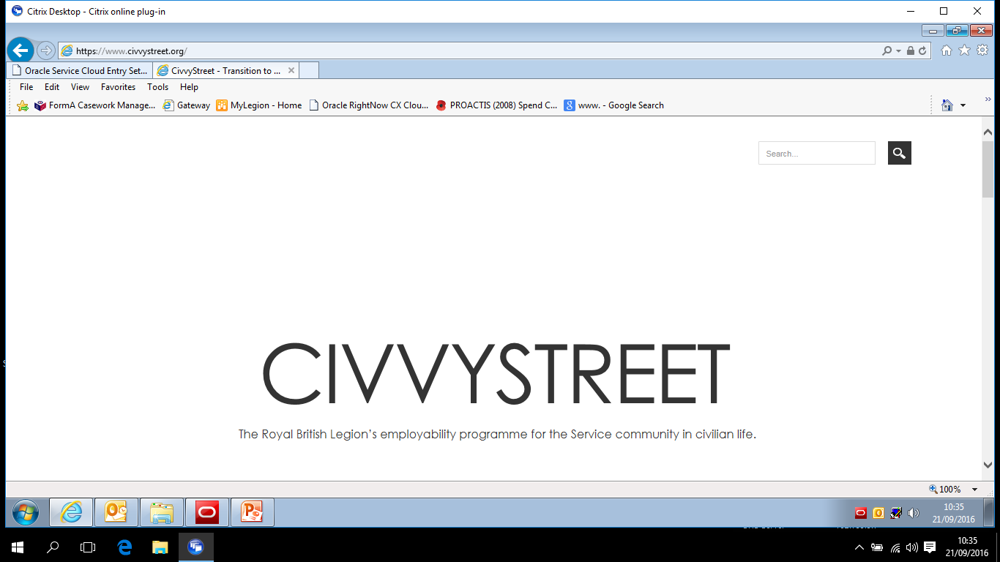 Citrix Desktop - Citrix online plug-in
https://www.civvystreet.org/
Oracle Service Cloud Entry Set...
CivvyStreet - Transition to ...
File Edit View Favorites Tools Help
FormA Casework Manage... Gateway MyLegion - Home Oracle RightNow CX Clou... PROACTIS (2008) Spend C... www. - Google Search
Search...
CIVVYSTREET
The Royal British Legion's employability programme for the Service community in civilian life.
100%
10:35
21/09/2016
10:35
21/09/2016